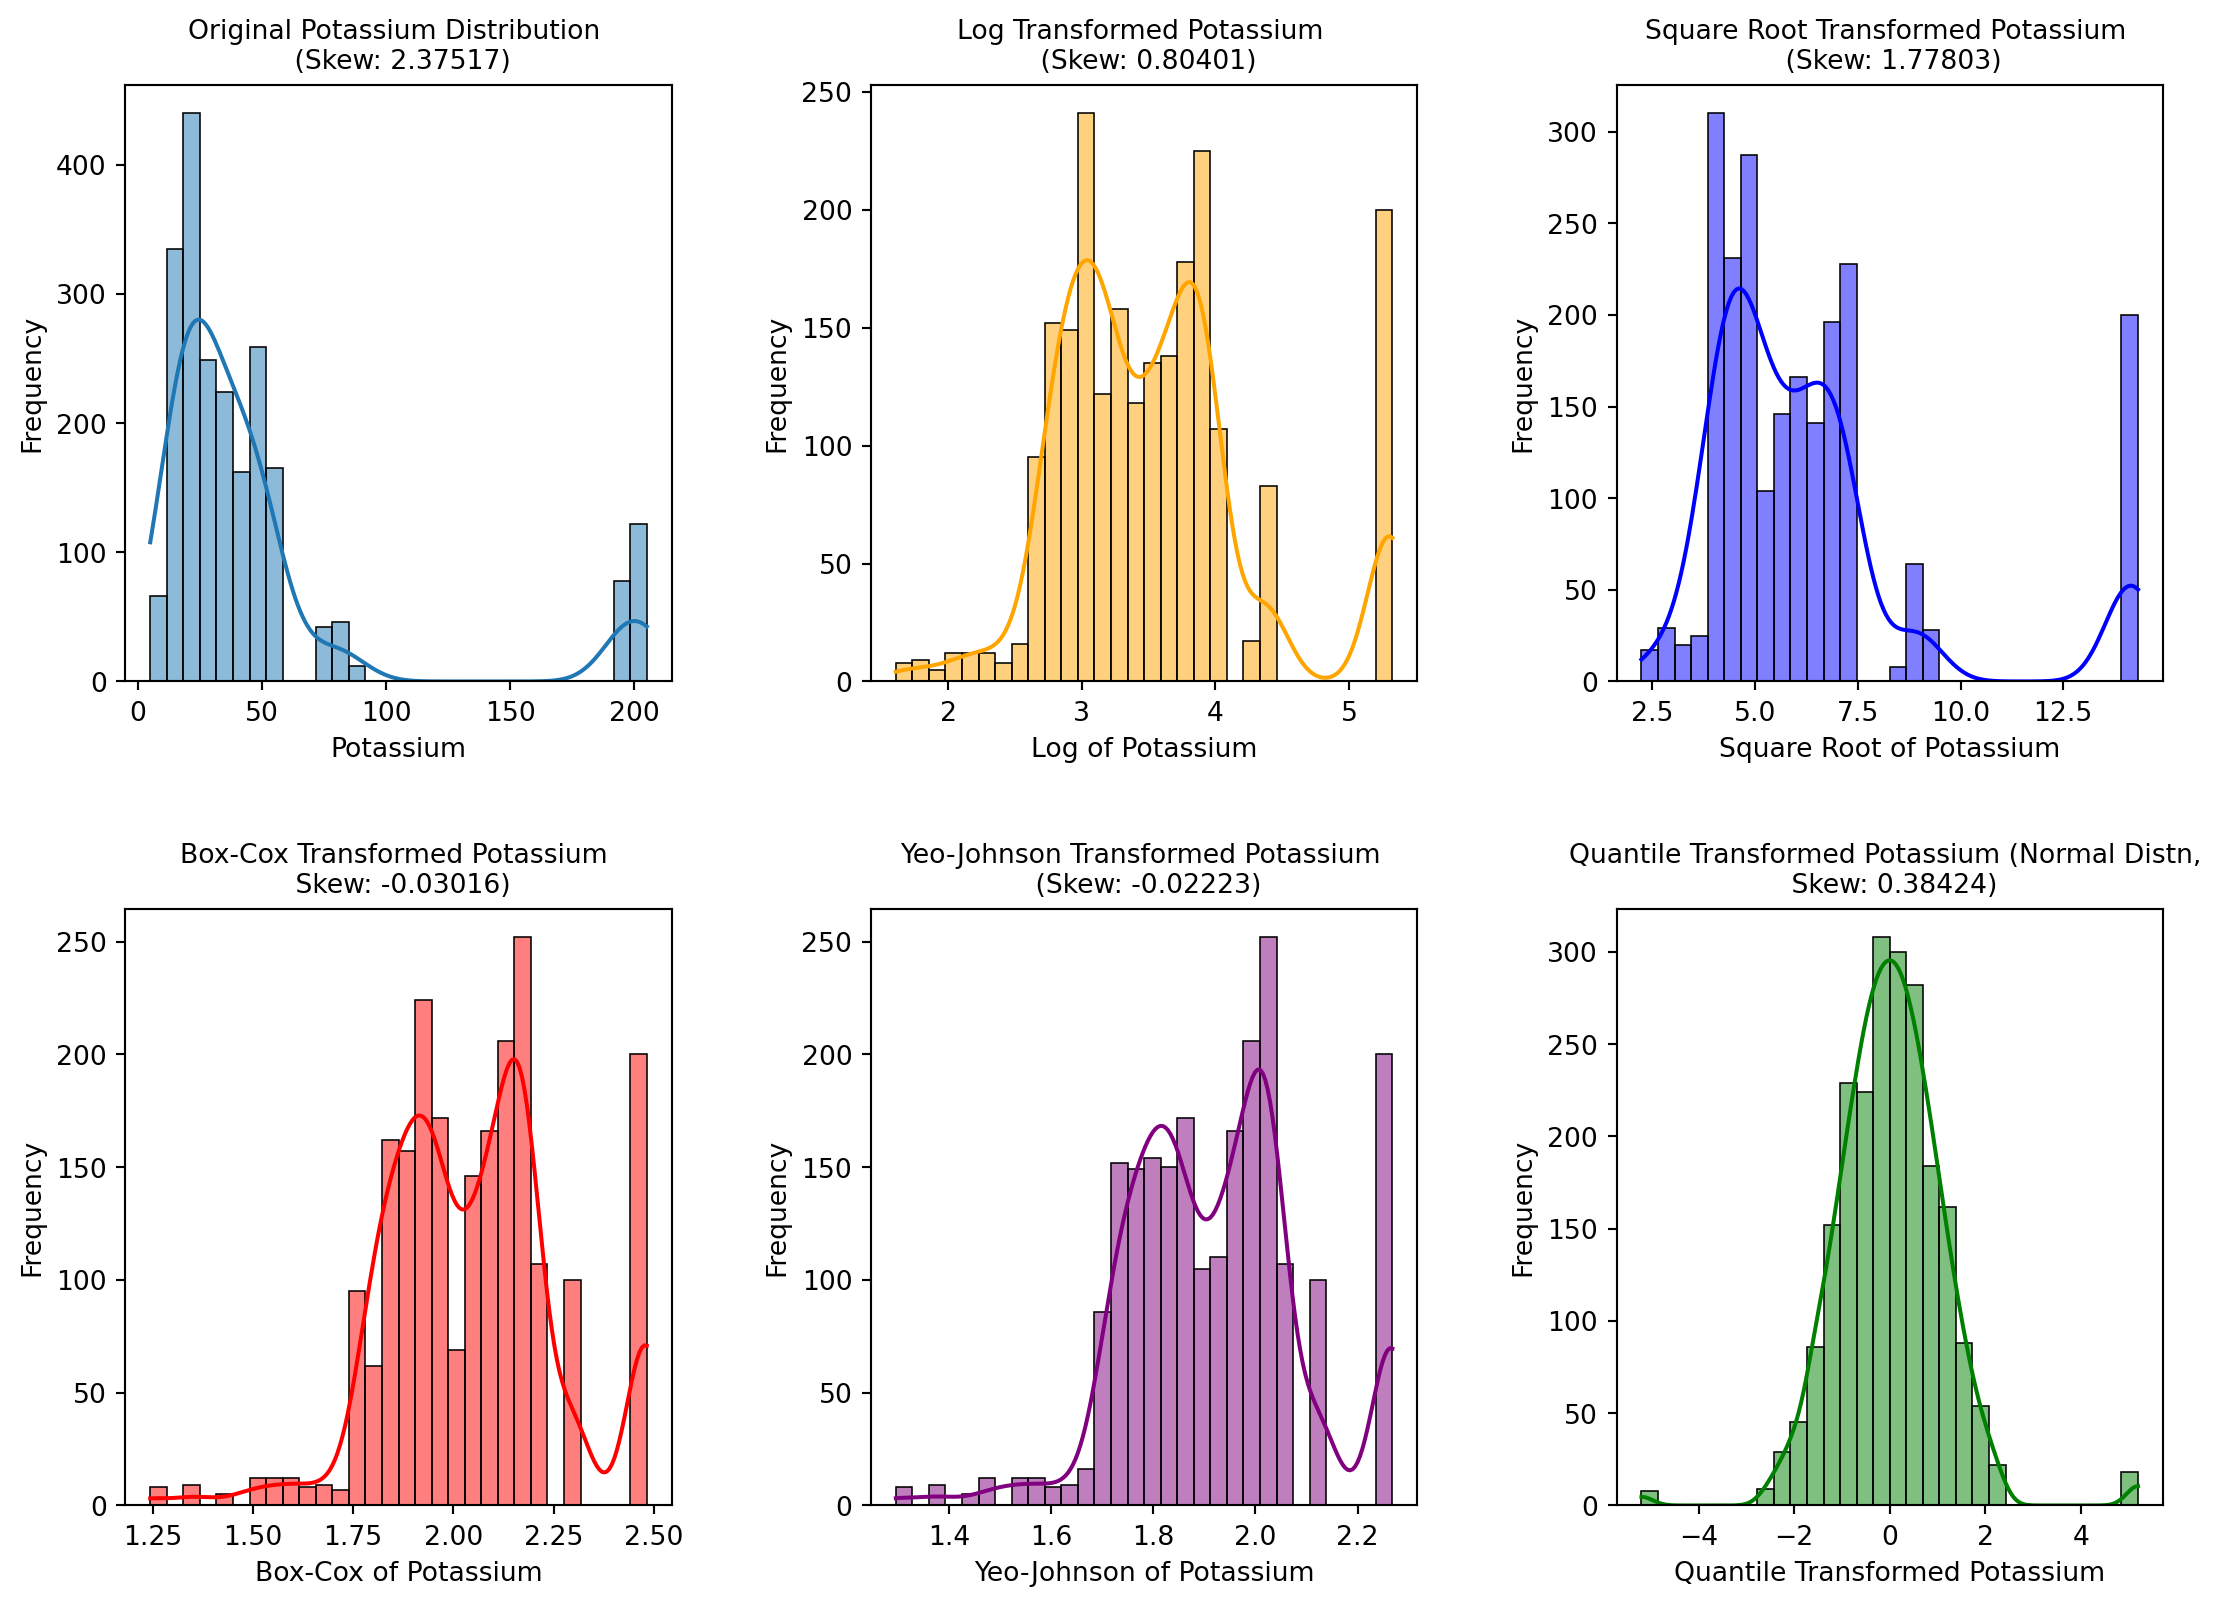 Original Potassium Distribution
(Skew: 2.37517)
Frequency
400
300
200
100
0
0 50 100 150 200
Potassium
Log Transformed Potassium
(Skew: 0.80401)
Frequency
250
200
150
100
50
0
2 3 4 5
Log of Potassium
Square Root Transformed Potassium
(Skew: 1.77803)
Frequency
300
250
200
150
100
50
0
2.5 5.0 7.5 10.0 12.5
Square Root of Potassium
Box-Cox Transformed Potassium
Skew: -0.03016)
Frequency
250
200
150
100
50
0
1.25 1.50 1.75 2.00 2.25 2.50
Box-Cox of Potassium
Yeo-Johnson Transformed Potassium
(Skew: -0.02223)
Frequency
250
200
150
100
50
0
1.4 1.6 1.8 2.0 2.2
Yeo-Johnson of Potassium
Quantile Transformed Potassium (Normal Distn,
Skew: 0.38424)
Frequency
300
250
200
150
100
50
0
−4 −2 0 2 4
Quantile Transformed Potassium